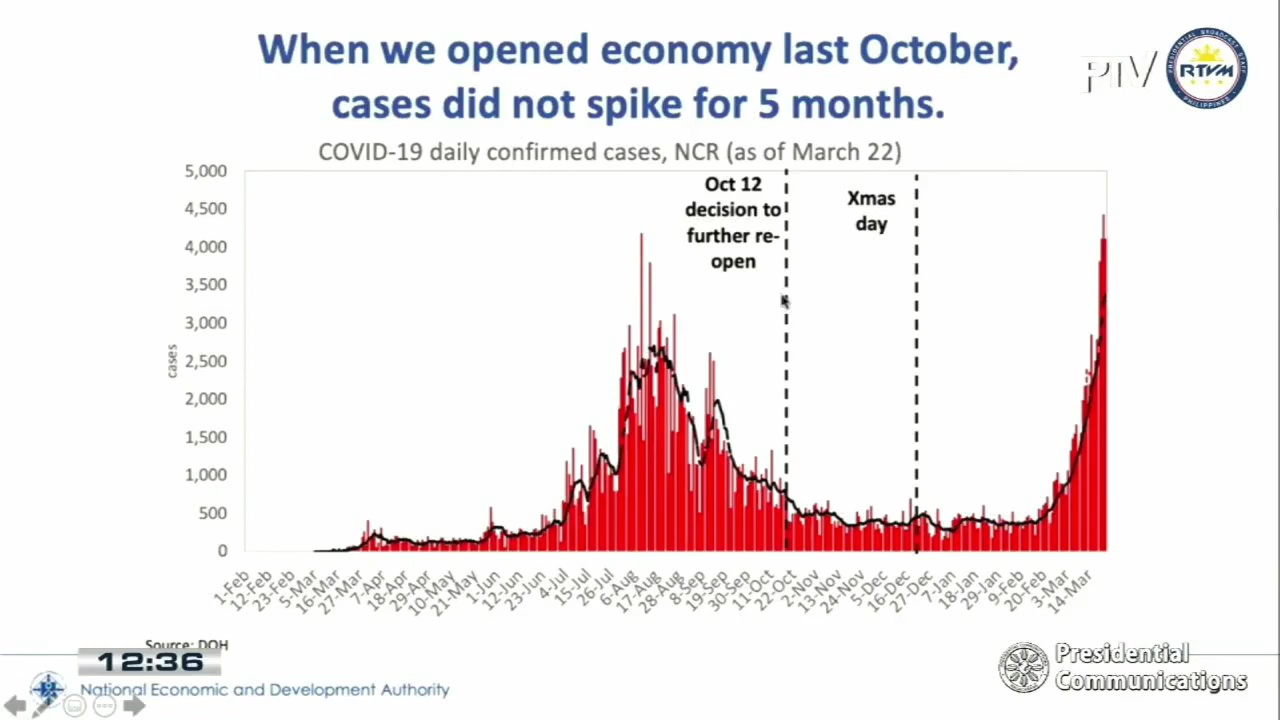 When we opened economy last October,
cases did not spike for 5 months.
PTV
PRESIDENTIAL BROADCAST STAFF
RTVM
PHILIPPINES
COVID-19 daily confirmed cases, NCR (as of March 22)
5,000
4,500
4,000
3,500
3,000
2,500
2,000
1,500
1,000
500
0
cases
Oct 12
decision to
further re-
open
Xmas
day
1-Feb
12-Feb
23-Feb
5-Mar
16-Mar
27-Mar
7-Apr
18-Apr
29-Apr
10-May
21-May
1-Jun
12-Jun
23-Jun
4-Jul
15-Jul
26-Jul
6-Aug
17-Aug
28-Aug
8-Sep
19-Sep
30-Sep
11-Oct
22-Oct
2-Nov
13-Nov
24-Nov
5-Dec
16-Dec
27-Dec
7-Jan
18-Jan
29-Jan
9-Feb
20-Feb
3-Mar
14-Mar
Source: DOH
12:36
National Economic and Development Authority
Presidential
Communications